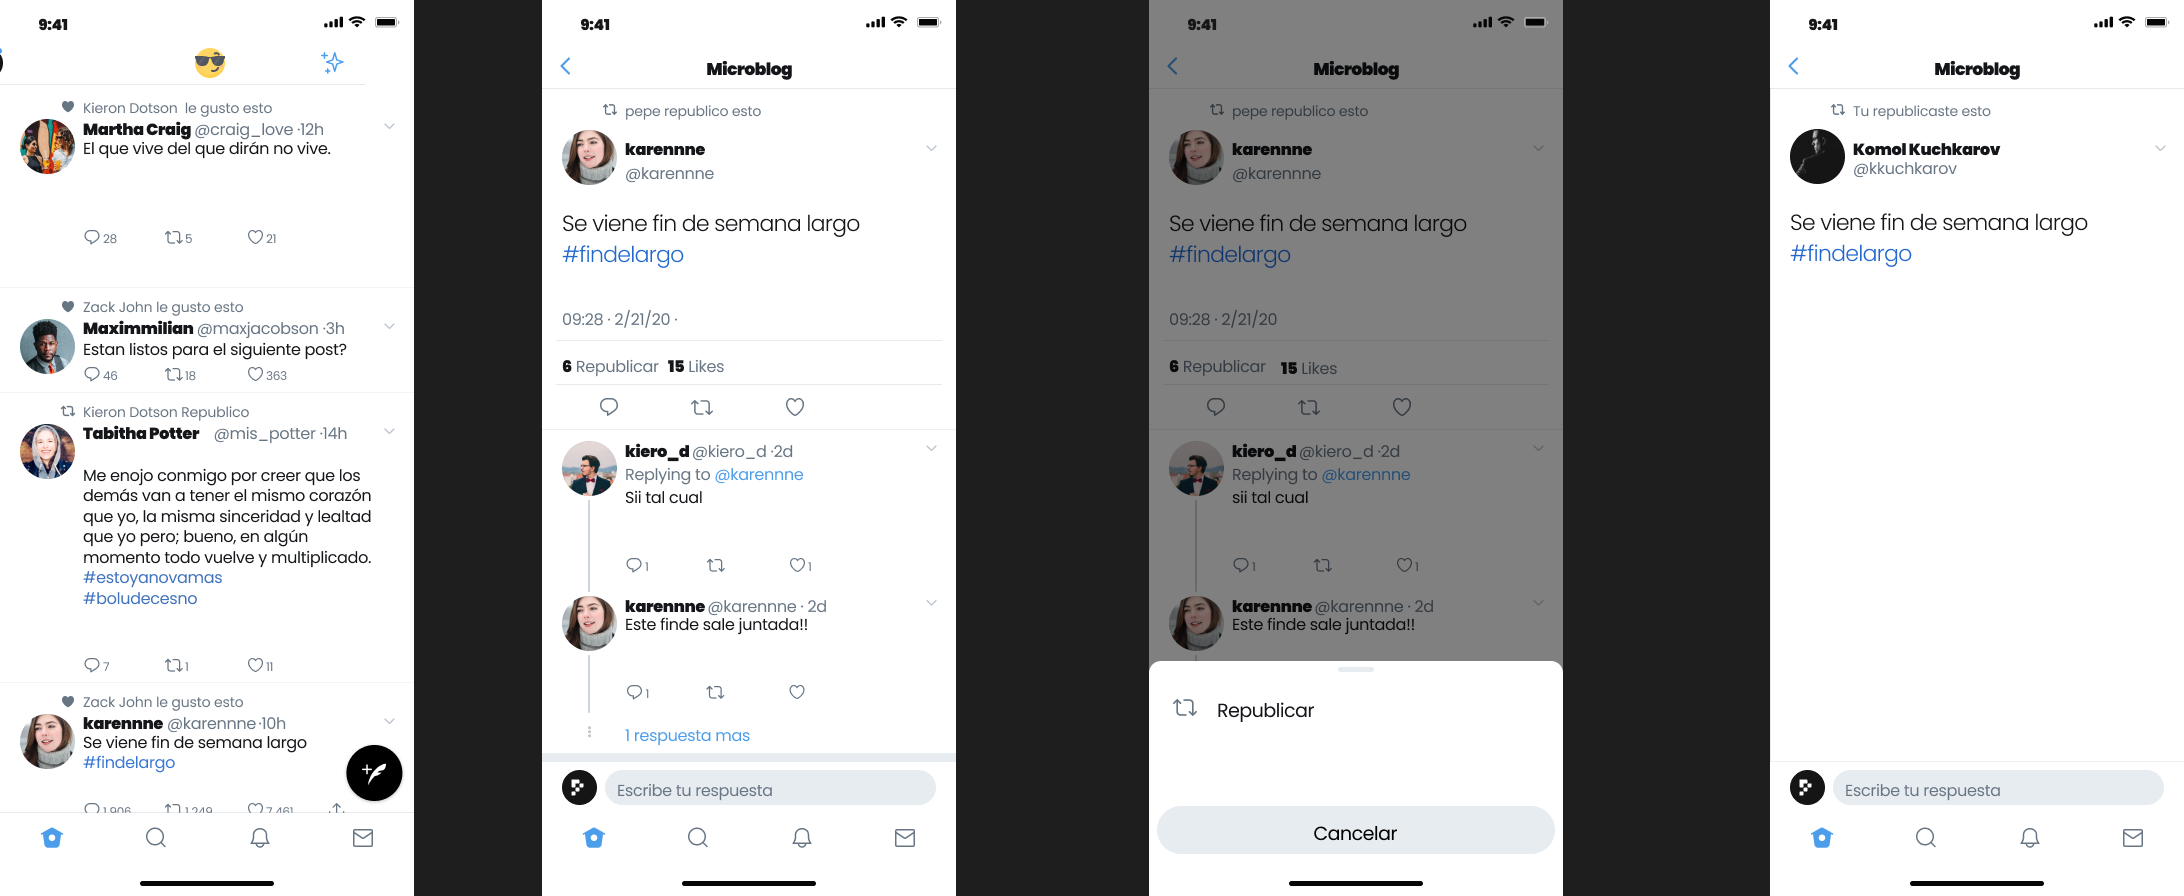 9:41
Kieron Dotson  le gusto esto
Martha Craig @craig_love ·12h
El que vive del que dirán no vive.
28 5 21
Zack John le gusto esto
Maximmilian @maxjacobson ·3h
Estan listos para el siguiente post?
46 18 363
Kieron Dotson Republico
Tabitha Potter @mis_potter ·14h
Me enojo conmigo por creer que los
demás van a tener el mismo corazón
que yo, la misma sinceridad y lealtad
que yo pero; bueno, en algún
momento todo vuelve y multiplicado.
#estoyanovamas
#boludecesno
7 1 11
Zack John le gusto esto
karennne @karennne ·10h
Se viene fin de semana largo
#findelargo
1,906 1,249 7,461
9:41
Microblog
pepe republico esto
karennne
@karennne
Se viene fin de semana largo
#findelargo
09:28 · 2/21/20 ·
6 Republicar 15 Likes
kiero_d @kiero_d ·2d
Replying to @karennne
Sii tal cual
1 1
karennne @karennne · 2d
Este finde sale juntada!!
1
1 respuesta mas
Escribe tu respuesta
9:41
Microblog
pepe republico esto
karennne
@karennne
Se viene fin de semana largo
#findelargo
09:28 · 2/21/20
6 Republicar 15 Likes
kiero_d @kiero_d ·2d
Replying to @karennne
sii tal cual
1 1
karennne @karennne · 2d
Este finde sale juntada!!
Republicar
Cancelar
9:41
Microblog
Tu republicaste esto
Komol Kuchkarov
@kkuchkarov
Se viene fin de semana largo
#findelargo
Escribe tu respuesta